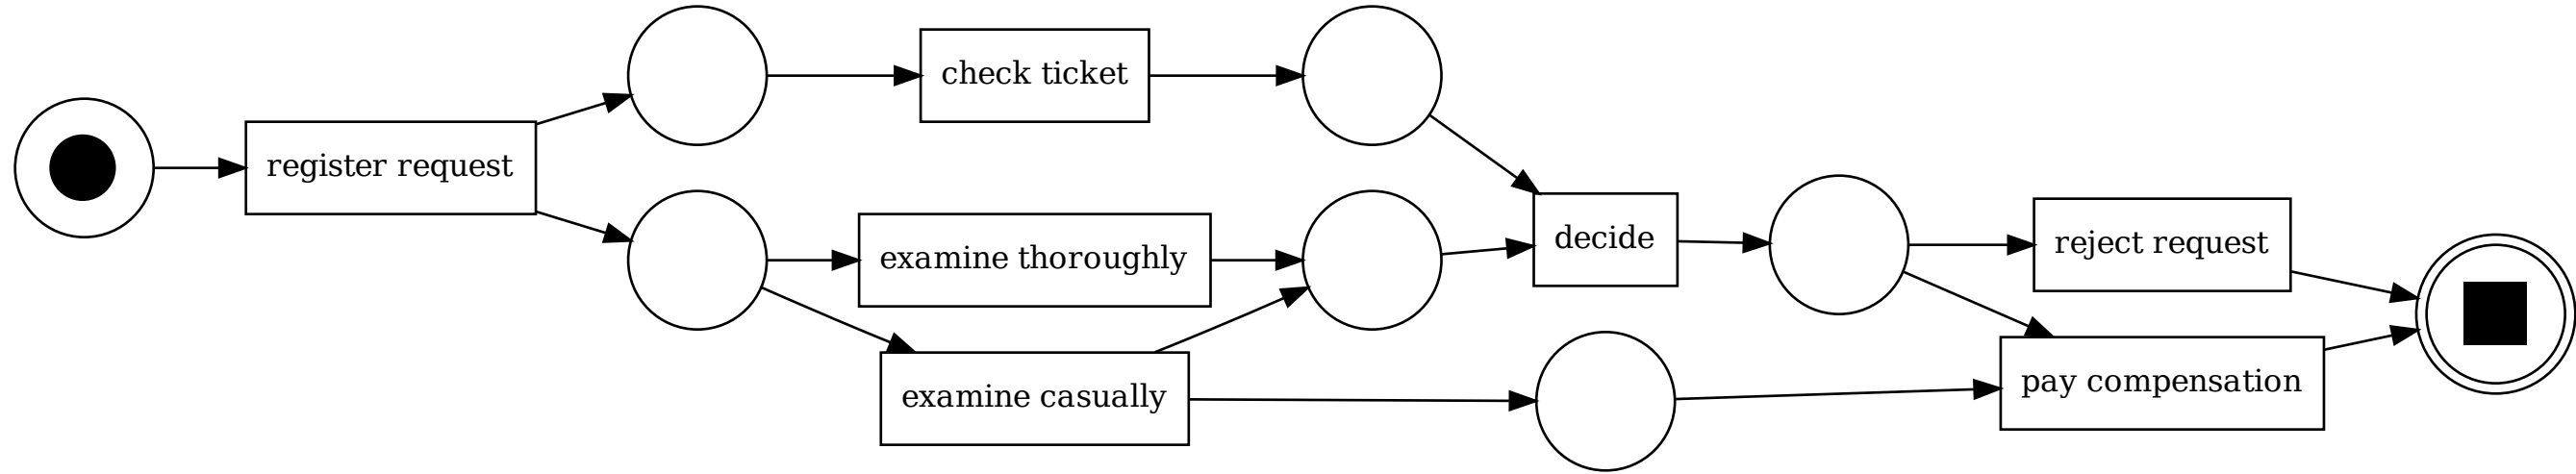 register request
check ticket
examine thoroughly
examine casually
decide
reject request
pay compensation